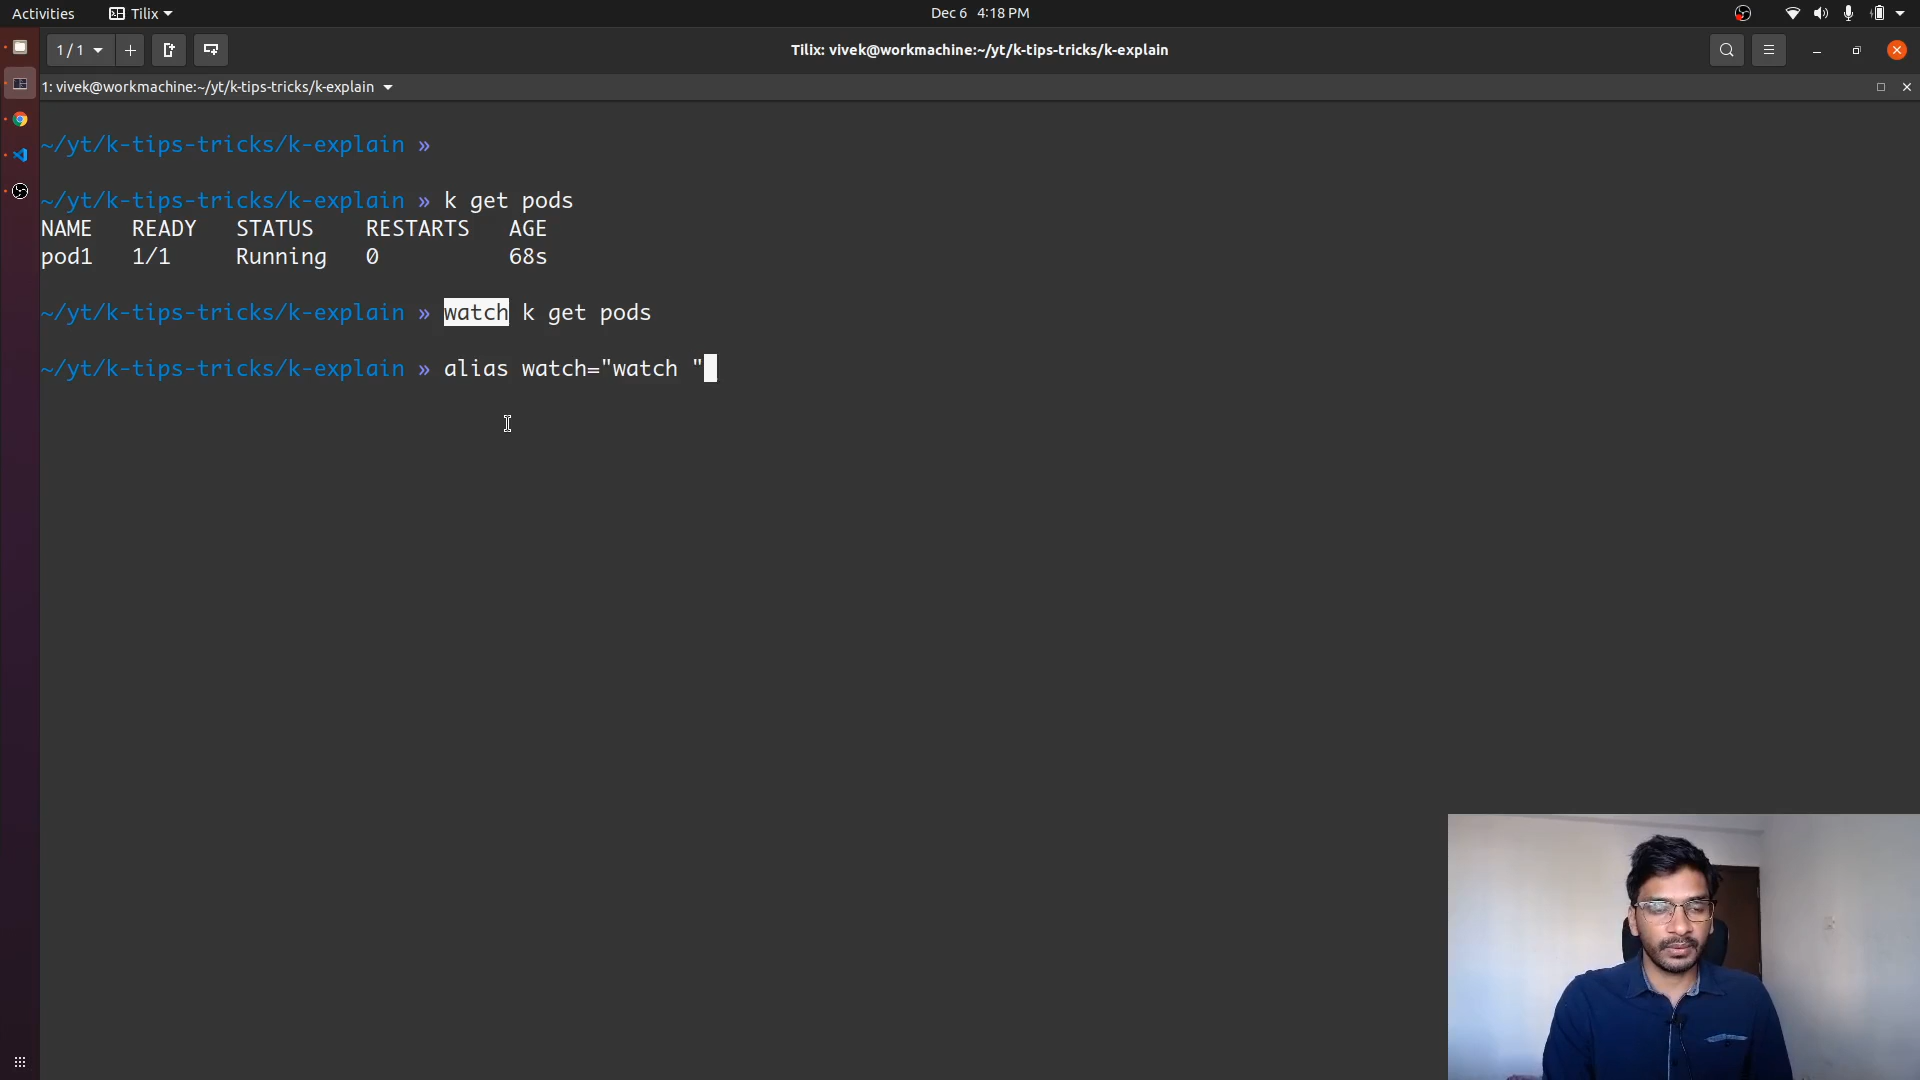 Activities Tilix Dec 6 4:18 PM
1 / 1 Tilix: vivek@workmachine:~/yt/k-tips-tricks/k-explain
1: vivek@workmachine:~/yt/k-tips-tricks/k-explain
~/yt/k-tips-tricks/k-explain »
~/yt/k-tips-tricks/k-explain » k get pods
NAME READY STATUS RESTARTS AGE
pod1 1/1 Running 0 68s
~/yt/k-tips-tricks/k-explain » watch k get pods
~/yt/k-tips-tricks/k-explain » alias watch="watch "